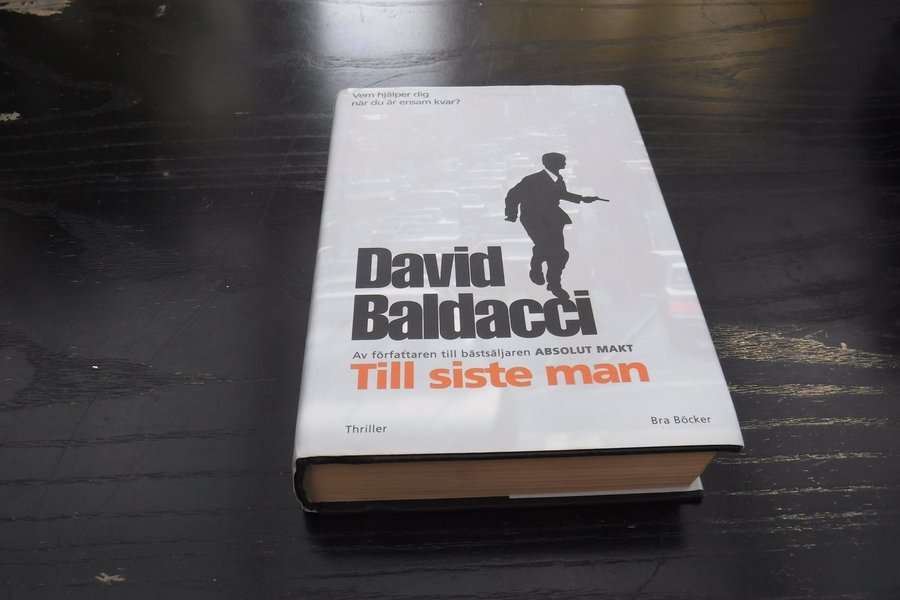 Vem hjälper dig
när du är ensam kvar?
David
Baldacci
Av författaren till bästsäljaren ABSOLUT MAKT
Till siste man
Thriller
Bra Böcker